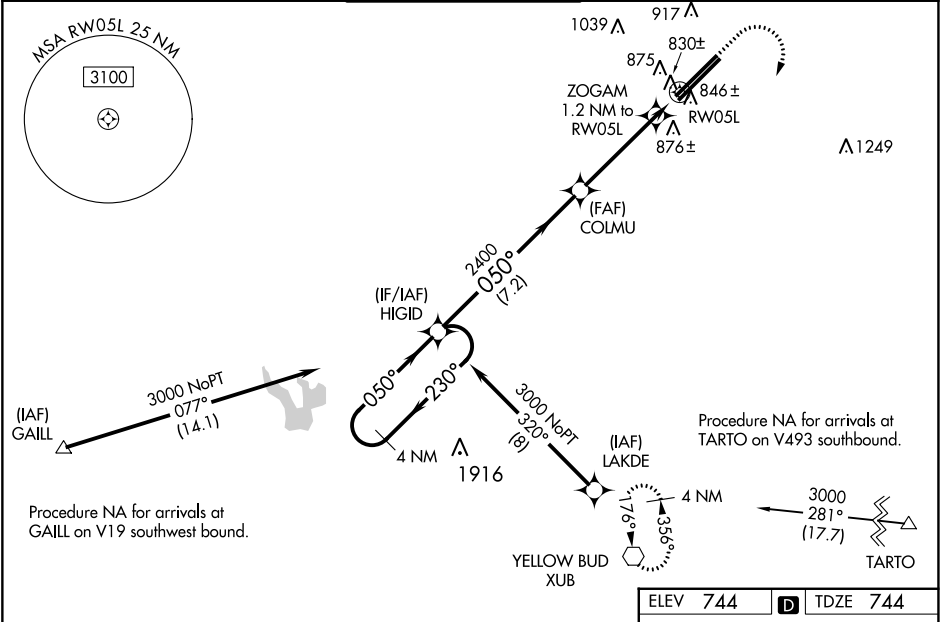 MSA RW05L 25 NM
3100
1039
917
830±
875
846±
ZOGAM
1.2 NM to
RW05L
RW05L
876±
1249
(FAF)
COLMU
2400
050°
(7.2)
(IF/IAF)
HIGID
050°
230°
4 NM
1916
3000 NoPT
077°
(14.1)
(IAF)
GAILL
3000 NoPT
320°
(8)
(IAF)
LAKDE
Procedure NA for arrivals at
TARTO on V493 southbound.
Procedure NA for arrivals at
GAILL on V19 southwest bound.
4 NM
176°
356°
YELLOW BUD
XUB
3000
281°
(17.7)
TARTO
ELEV 744 D TDZE 744